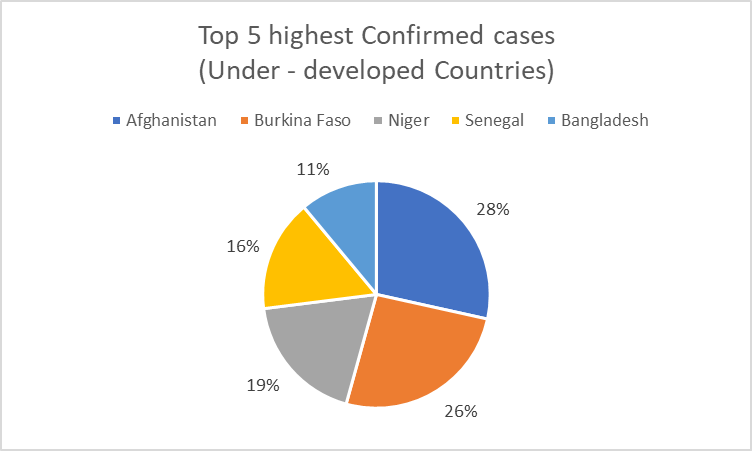 Top 5 highest Confirmed cases
(Under - developed Countries)
Afghanistan Burkina Faso Niger Senegal Bangladesh
11%
28%
16%
19%
26%